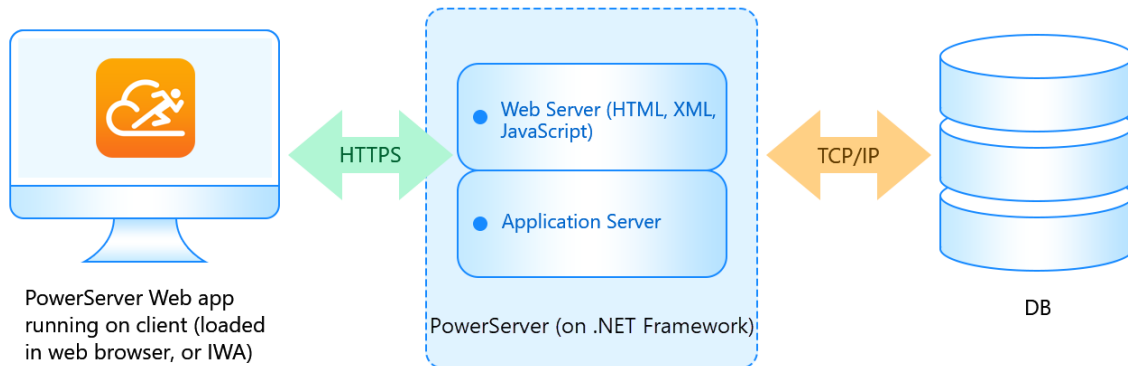 Web Server (HTML, XML,
JavaScript)
HTTPS
TCP/IP
Application Server
PowerServer Web app
running on client (loaded
in web browser, or IWA)
PowerServer (on .NET Framework)
DB